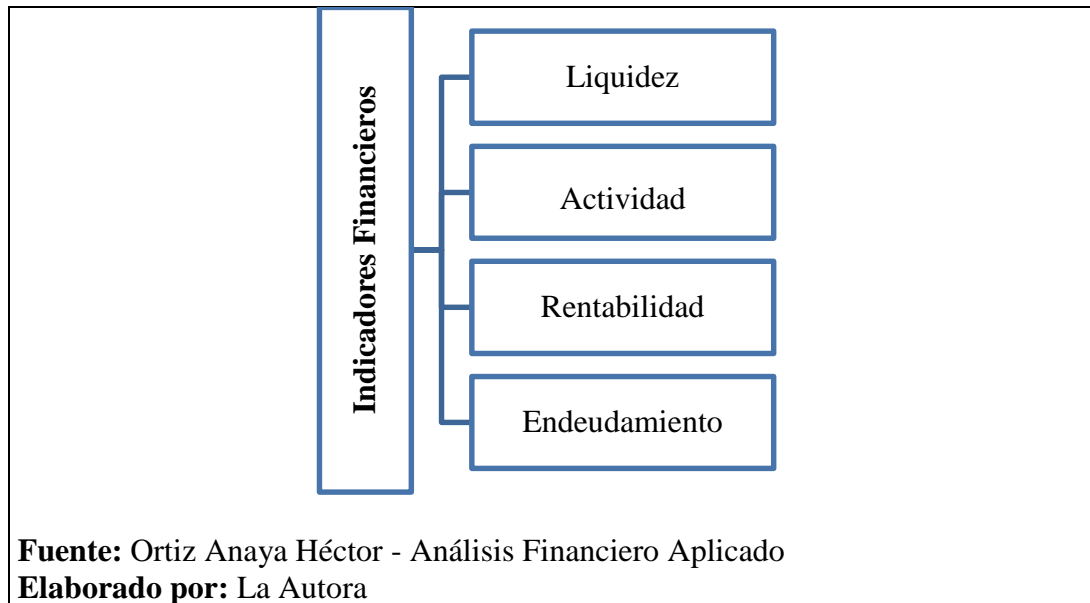 Indicadores Financieros
Liquidez
Actividad
Rentabilidad
Endeudamiento
Fuente: Ortiz Anaya Héctor - Análisis Financiero Aplicado
Elaborado por: La Autora